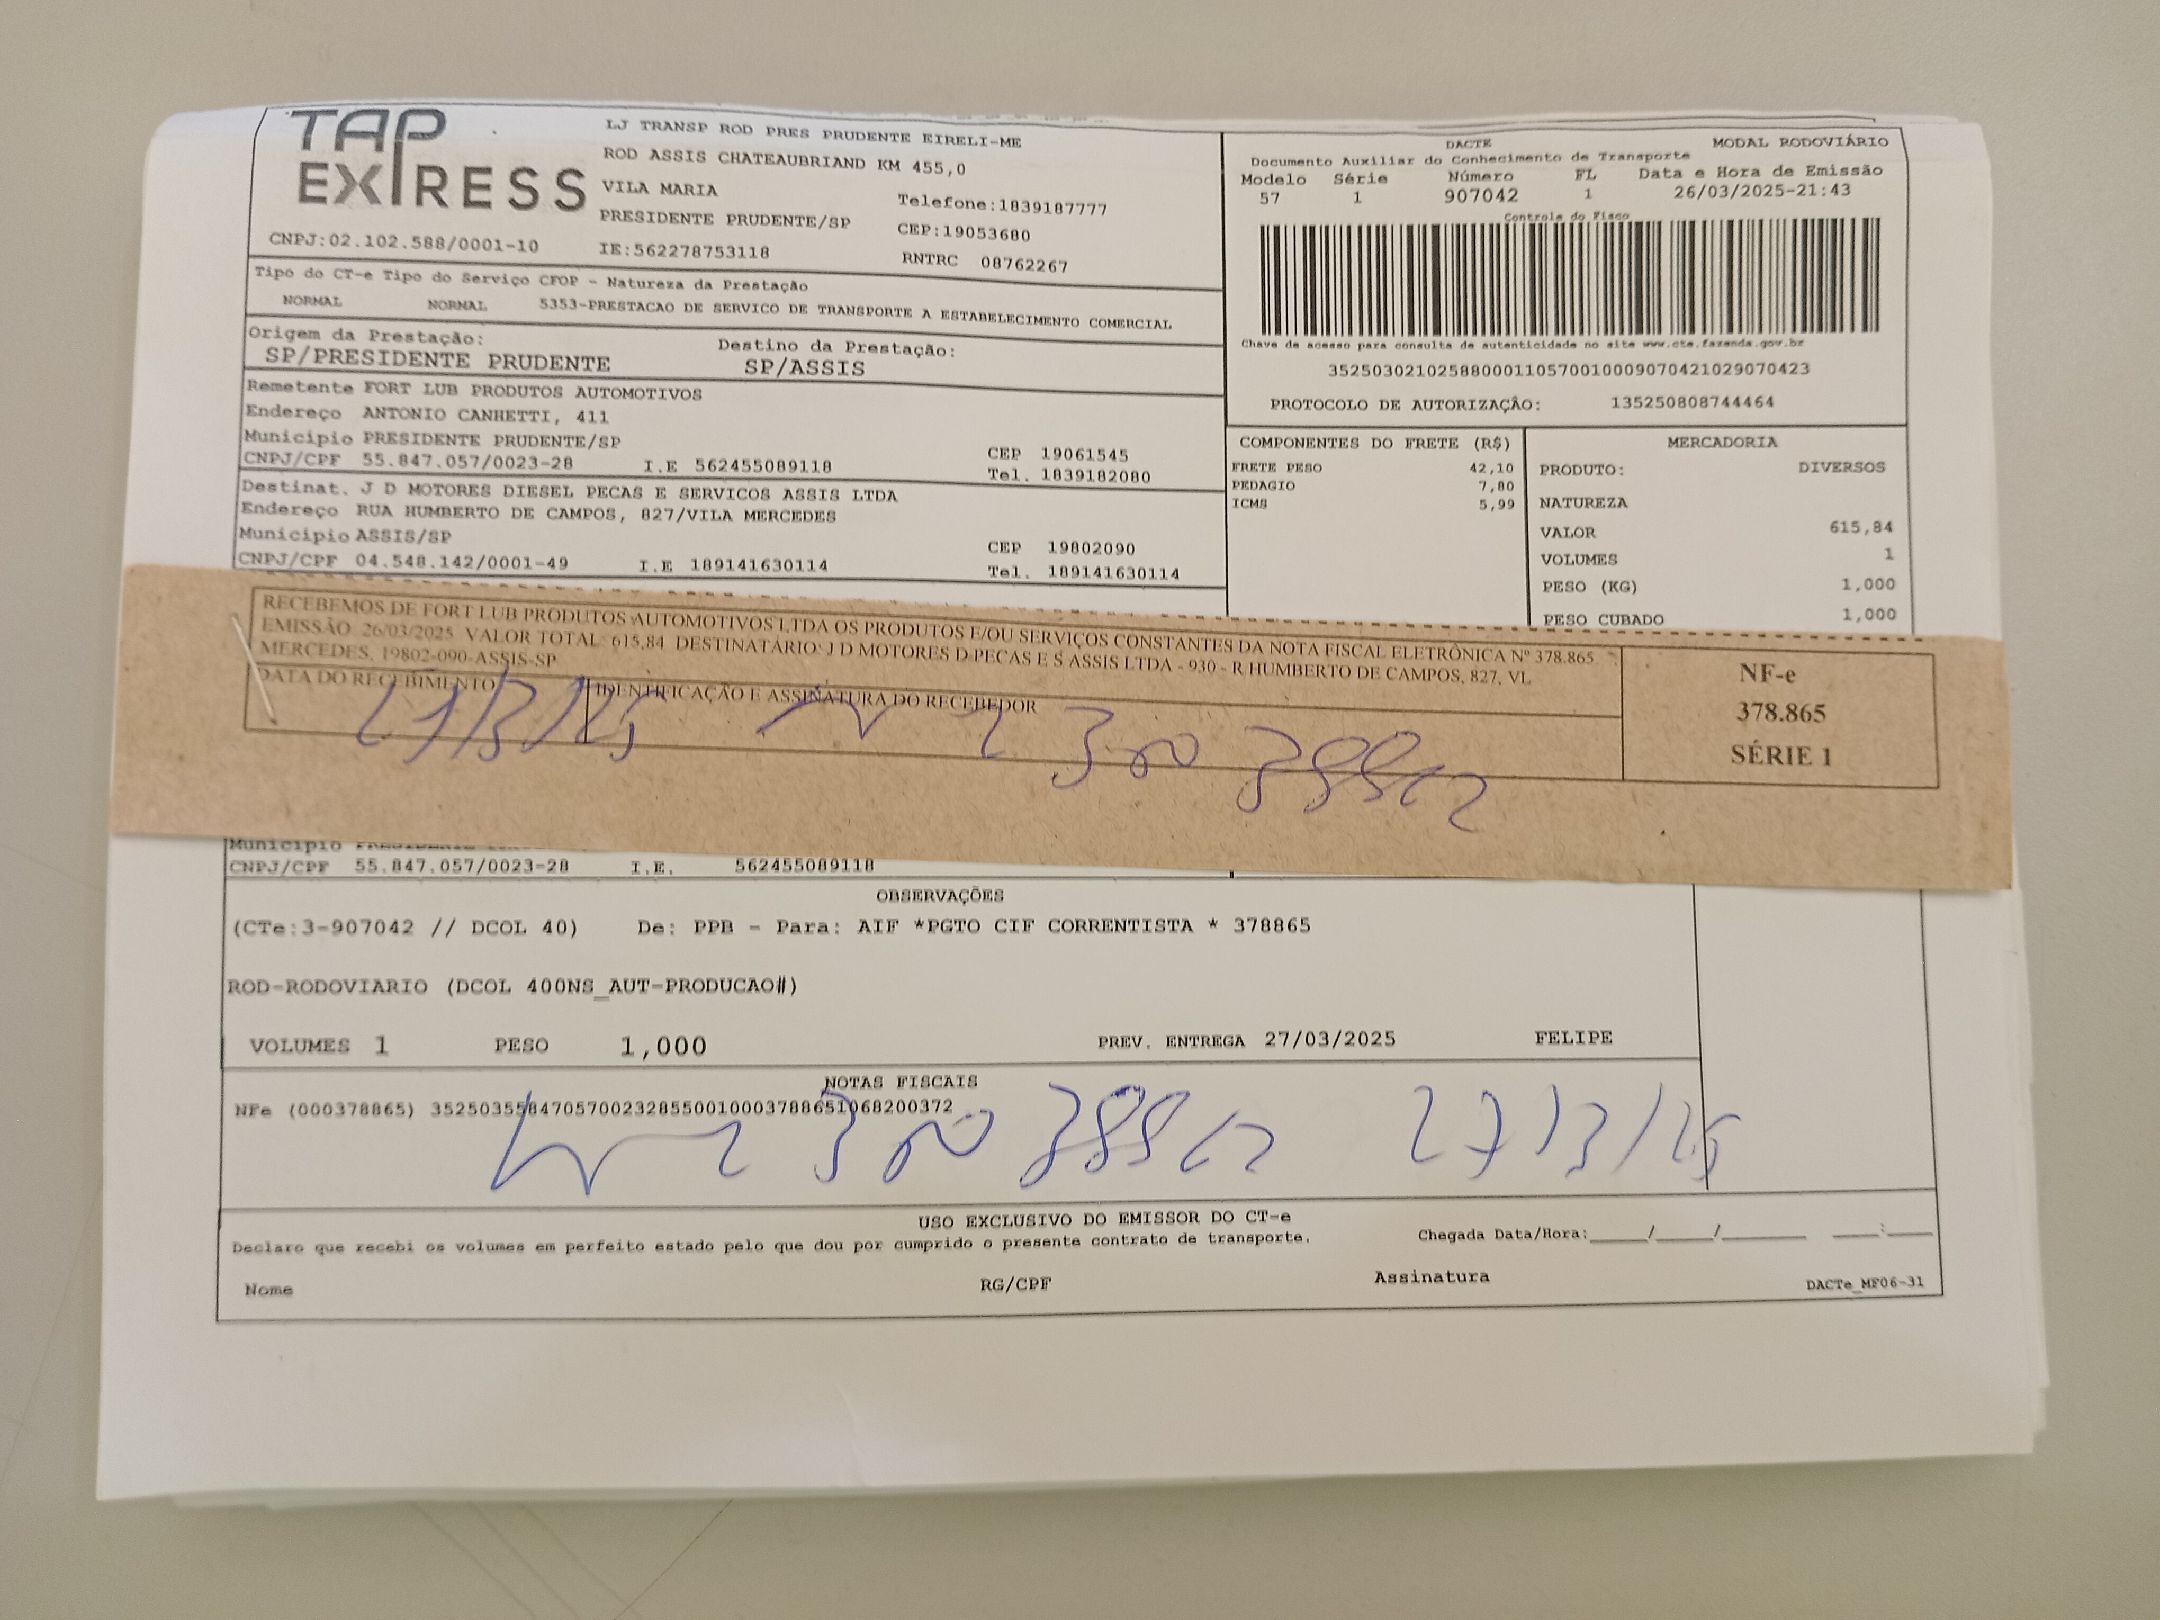 TAP EXPRESS
LJ TRANSP ROD PRES PRUDENTE EIRELI-ME
ROD ASSIS CHATEAUBRIAND KM 455,0
VILA MARIA
Telefone:1839187777
PRESIDENTE PRUDENTE/SP
CEP:19053680
CNPJ:02.102.588/0001-10 IE:562278753118 RNTRC 08762267
DACTE MODAL RODOVIÁRIO
Documento Auxiliar do Conhecimento de Transporte
Modelo Série Número FL Data e Hora de Emissão
57 1 907042 1 26/03/2025-21:43
Controle do Fisco
Chave de acesso para consulta de autenticidade no site www.cte.fazenda.gov.br
35250302102588000110570010009070421029070423
PROTOCOLO DE AUTORIZAÇÃO: 135250808744464
Tipo do CT-e Tipo do Serviço CFOP - Natureza da Prestação
NORMAL NORMAL 5353-PRESTACAO DE SERVICO DE TRANSPORTE A ESTABELECIMENTO COMERCIAL
Origem da Prestação: Destino da Prestação:
SP/PRESIDENTE PRUDENTE SP/ASSIS
Remetente FORT LUB PRODUTOS AUTOMOTIVOS
Endereço ANTONIO CANHETTI, 411
Municipio PRESIDENTE PRUDENTE/SP CEP 19061545
CNPJ/CPF 55.847.057/0023-28 I.E 562455089118 Tel. 1839182080
Destinat. J D MOTORES DIESEL PECAS E SERVICOS ASSIS LTDA
Endereço RUA HUMBERTO DE CAMPOS, 827/VILA MERCEDES
Municipio ASSIS/SP CEP 19802090
CNPJ/CPF 04.548.142/0001-49 I.E 189141630114 Tel. 189141630114
COMPONENTES DO FRETE (R$)
FRETE PESO 42,10
PEDAGIO 7,80
ICMS 5,99
MERCADORIA
PRODUTO: DIVERSOS
NATUREZA
VALOR 615,84
VOLUMES 1
PESO (KG) 1,000
PESO CUBADO 1,000
RECEBEMOS DE FORT LUB PRODUTOS AUTOMOTIVOS LTDA OS PRODUTOS E/OU SERVIÇOS CONSTANTES DA NOTA FISCAL ELETRÔNICA Nº 378.865
EMISSÃO: 26/03/2025 VALOR TOTAL: 615,84 DESTINATÁRIO: J D MOTORES D PECAS E S ASSIS LTDA - 930 - R HUMBERTO DE CAMPOS, 827, VL
MERCEDES, 19802-090-ASSIS-SP
DATA DO RECEBIMENTO IDENTIFICAÇÃO E ASSINATURA DO RECEBEDOR
NF-e
378.865
SÉRIE 1
Municipio
CNPJ/CPF 55.847.057/0023-28 I.E. 562455089118
OBSERVAÇÕES
(CTe:3-907042 // DCOL 40) De: PPB - Para: AIF *PGTO CIF CORRENTISTA * 378865
ROD-RODOVIARIO (DCOL 400NS_AUT-PRODUCAO#)
VOLUMES 1 PESO 1,000 PREV. ENTREGA 27/03/2025 FELIPE
NOTAS FISCAIS
NFe (000378865) 35250355847057002328550010003788651068200372
27/3/25
USO EXCLUSIVO DO EMISSOR DO CT-e
Declaro que recebi os volumes em perfeito estado pelo que dou por cumprido o presente contrato de transporte. Chegada Data/Hora:____/____/______ ____:____
Nome RG/CPF Assinatura DACTe_MF06-31